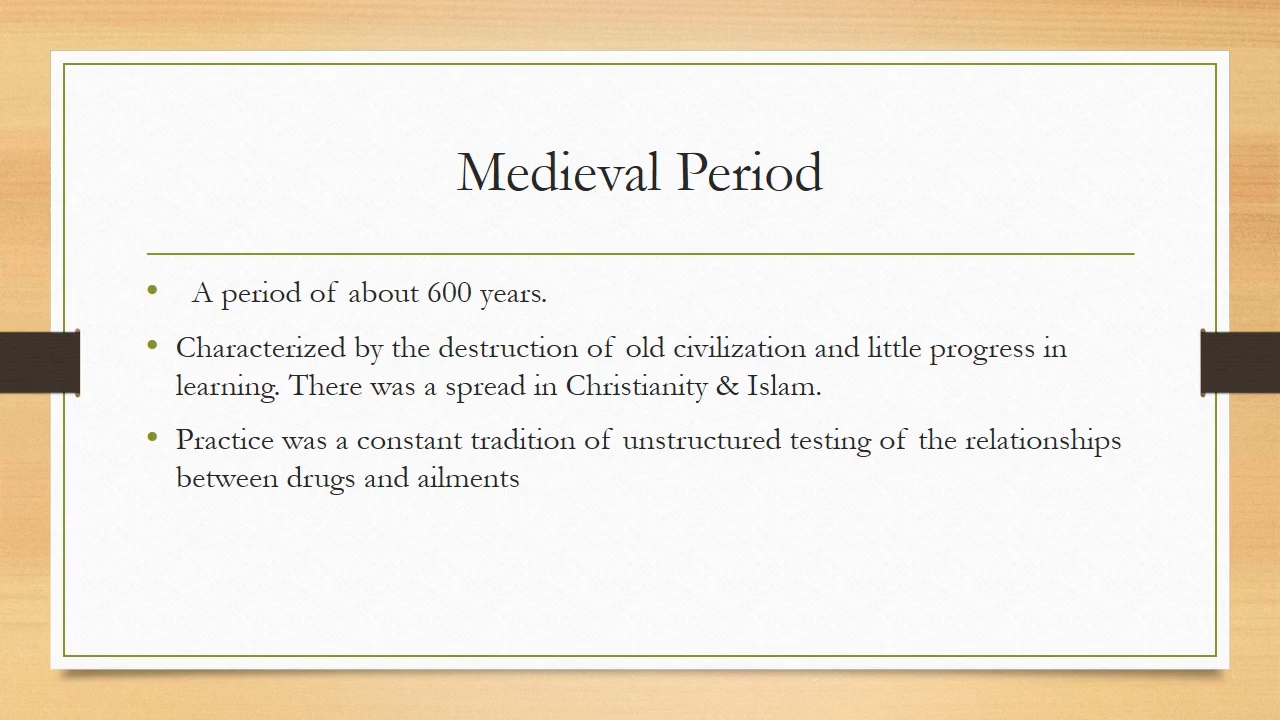 Medieval Period
• A period of about 600 years.
• Characterized by the destruction of old civilization and little progress in
learning. There was a spread in Christianity & Islam.
• Practice was a constant tradition of unstructured testing of the relationships
between drugs and ailments